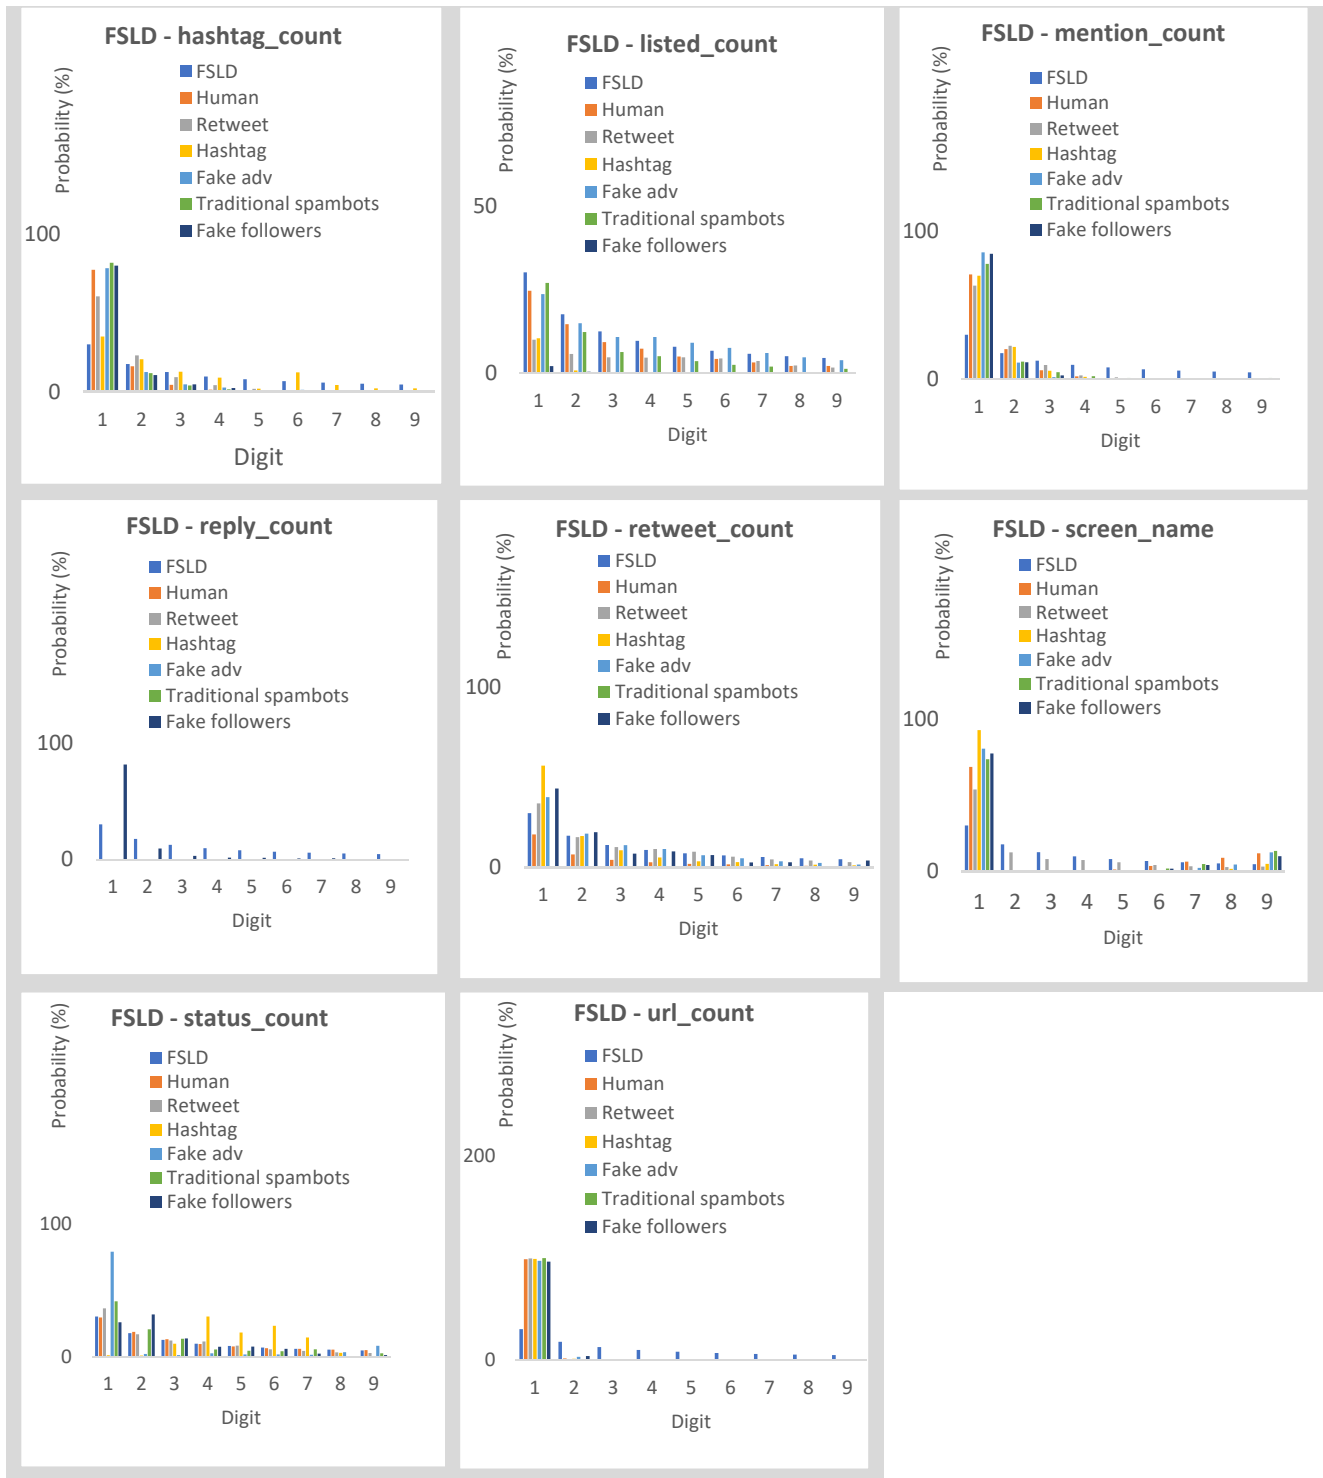 FSLD - hashtag_count
Probability (%)
FSLD
Human
Retweet
Hashtag
Fake adv
Traditional spambots
Fake followers
100
0
1 2 3 4 5 6 7 8 9
Digit
FSLD - listed_count
Probability (%)
FSLD
Human
Retweet
Hashtag
Fake adv
Traditional spambots
Fake followers
50
0
1 2 3 4 5 6 7 8 9
Digit
FSLD - mention_count
Probability (%)
FSLD
Human
Retweet
Hashtag
Fake adv
Traditional spambots
Fake followers
100
0
1 2 3 4 5 6 7 8 9
Digit
FSLD - reply_count
Probability (%)
FSLD
Human
Retweet
Hashtag
Fake adv
Traditional spambots
Fake followers
100
0
1 2 3 4 5 6 7 8 9
Digit
FSLD - retweet_count
Probability (%)
FSLD
Human
Retweet
Hashtag
Fake adv
Traditional spambots
Fake followers
100
0
1 2 3 4 5 6 7 8 9
Digit
FSLD - screen_name
Probability (%)
FSLD
Human
Retweet
Hashtag
Fake adv
Traditional spambots
Fake followers
100
0
1 2 3 4 5 6 7 8 9
Digit
FSLD - status_count
Probability (%)
FSLD
Human
Retweet
Hashtag
Fake adv
Traditional spambots
Fake followers
100
0
1 2 3 4 5 6 7 8 9
Digit
FSLD - url_count
Probability (%)
FSLD
Human
Retweet
Hashtag
Fake adv
Traditional spambots
Fake followers
200
0
1 2 3 4 5 6 7 8 9
Digit